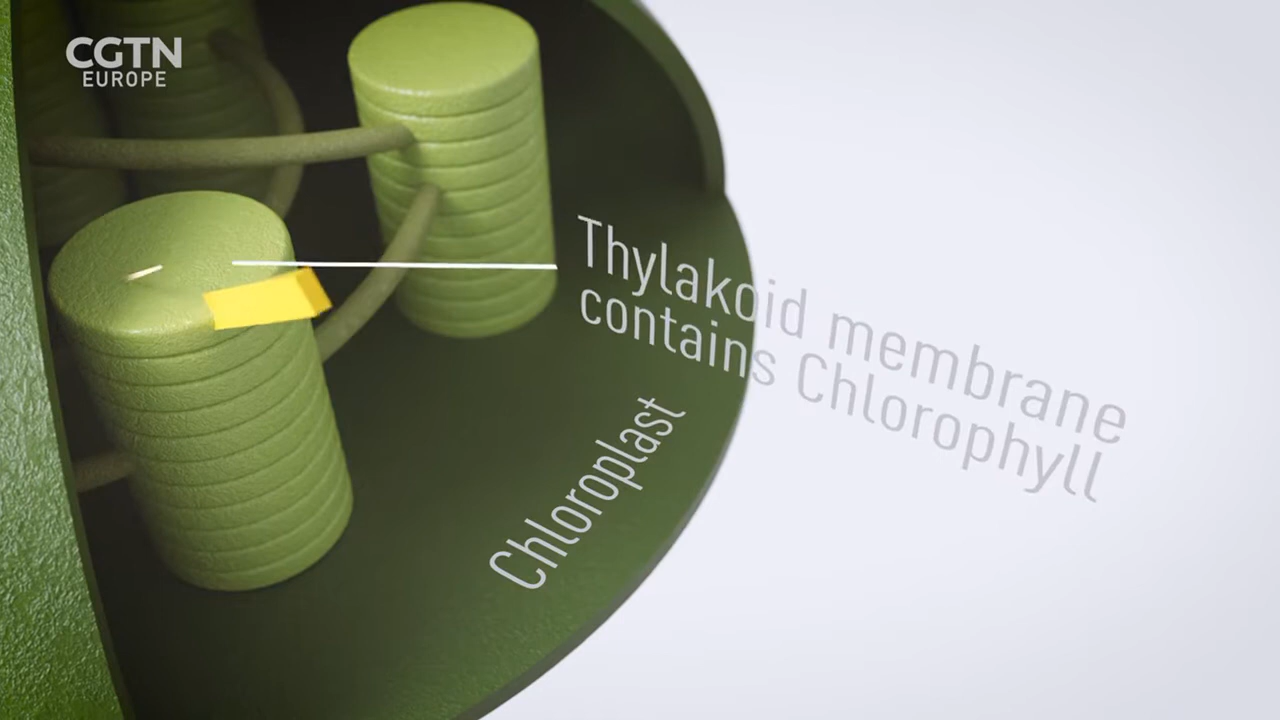 CGTN
EUROPE
Thylakoid membrane
contains Chlorophyll
Chloroplast